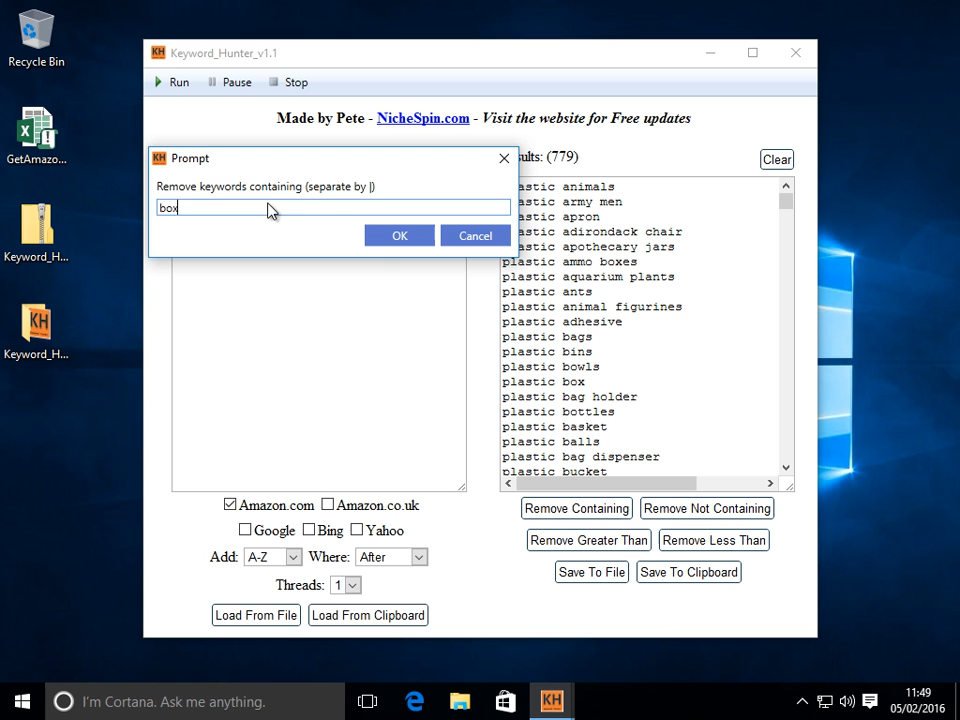 Recycle Bin
GetAmazo...
Keyword_H...
Keyword_H...
KH
KH Keyword_Hunter_v1.1
Run Pause Stop
Made by Pete - NicheSpin.com - Visit the website for Free updates
KH Prompt
Remove keywords containing (separate by |)
box
OK Cancel
(779)
Clear
plastic animals
plastic army men
plastic apron
plastic adirondack chair
plastic apothecary jars
plastic ammo boxes
plastic aquarium plants
plastic ants
plastic animal figurines
plastic adhesive
plastic bags
plastic bins
plastic bowls
plastic box
plastic bag holder
plastic bottles
plastic basket
plastic balls
plastic bag dispenser
plastic bucket
Amazon.com Amazon.co.uk
Google Bing Yahoo
Add: A-Z Where: After
Threads: 1
Load From File Load From Clipboard
Remove Containing Remove Not Containing
Remove Greater Than Remove Less Than
Save To File Save To Clipboard
I'm Cortana. Ask me anything.
KH
11:49
05/02/2016